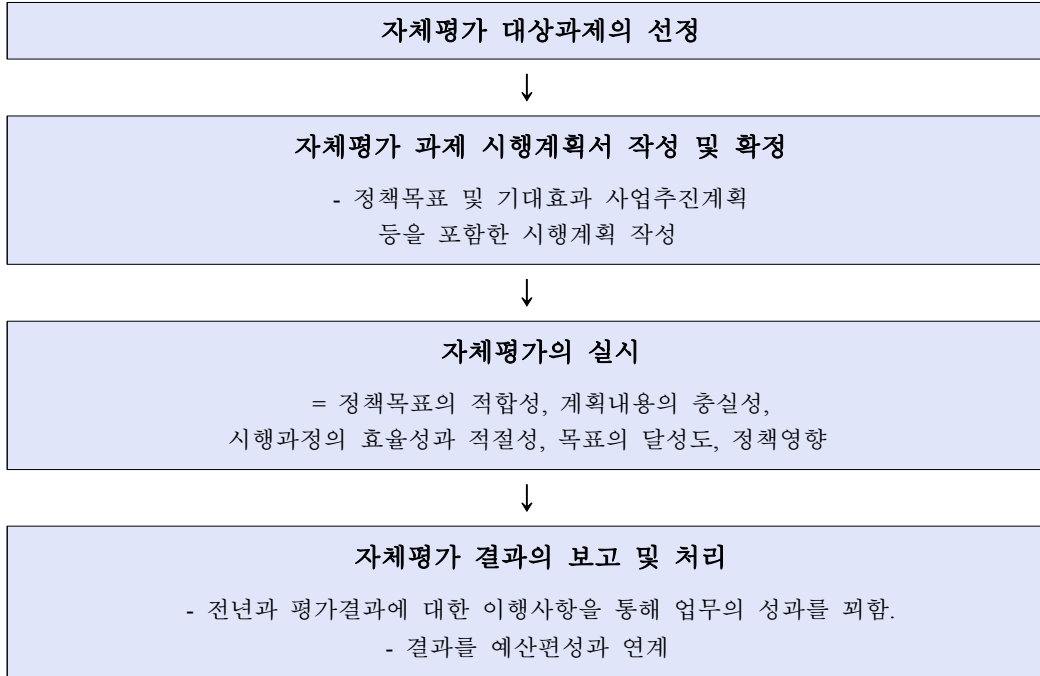 자체평가 대상과제의 선정
↓
자체평가 과제 시행계획서 작성 및 확정
- 정책목표 및 기대효과 사업추진계획
등을 포함한 시행계획 작성
↓
자체평가의 실시
= 정책목표의 적합성, 계획내용의 충실성,
시행과정의 효율성과 적절성, 목표의 달성도, 정책영향
↓
자체평가 결과의 보고 및 처리
- 전년과 평가결과에 대한 이행사항을 통해 업무의 성과를 꾀함.
- 결과를 예산편성과 연계